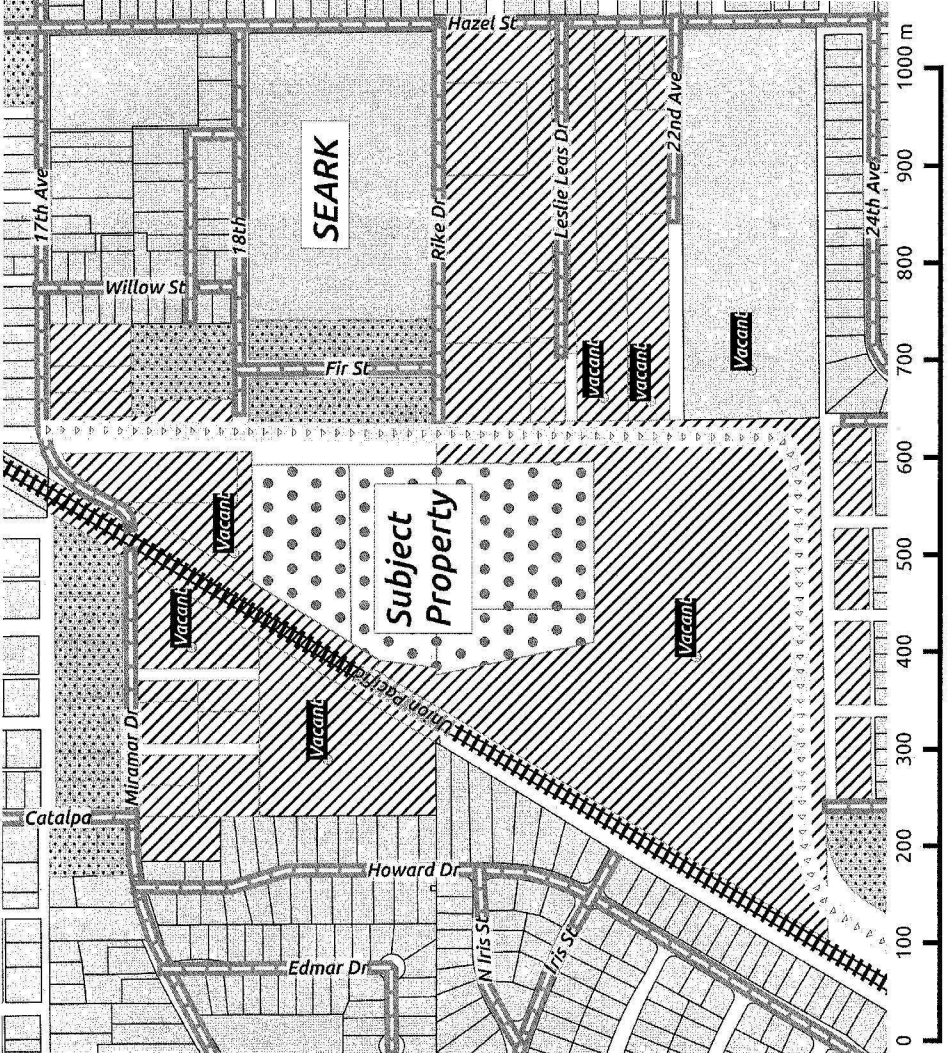 Hazel St
17th Ave
18th
Rike Dr
Leslie Leas Dr
22nd Ave
24th Ave
SEARK
Willow St
Fir St
Vacant
Vacant
Vacant
Subject
Property
Vacant
Vacant
Vacant
Vacant
Union Pacific
Miramar Dr
Catalpa
Howard Dr
N Iris St
Iris St
Edmar Dr
0
100
200
300
400
500
600
700
800
900
1000 m